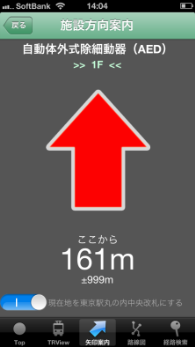 SoftBank 14:04
戻る 施設方向案内
自動体外式除細動器（AED）
>> 1F <<
ここから
161m
±999m
現在地を東京駅丸の内中央改札にする
Top TRView 矢印案内 路線図 経路検索